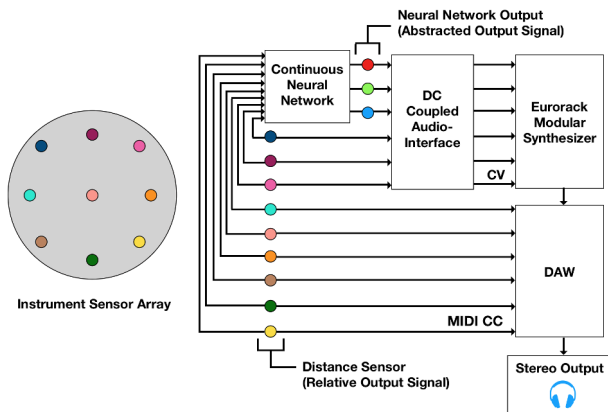 Neural Network Output
(Abstracted Output Signal)
Continuous
Neural
Network
DC
Coupled
Audio-
Interface
Eurorack
Modular
Synthesizer
CV
Instrument Sensor Array
DAW
MIDI CC
Distance Sensor
(Relative Output Signal)
Stereo Output